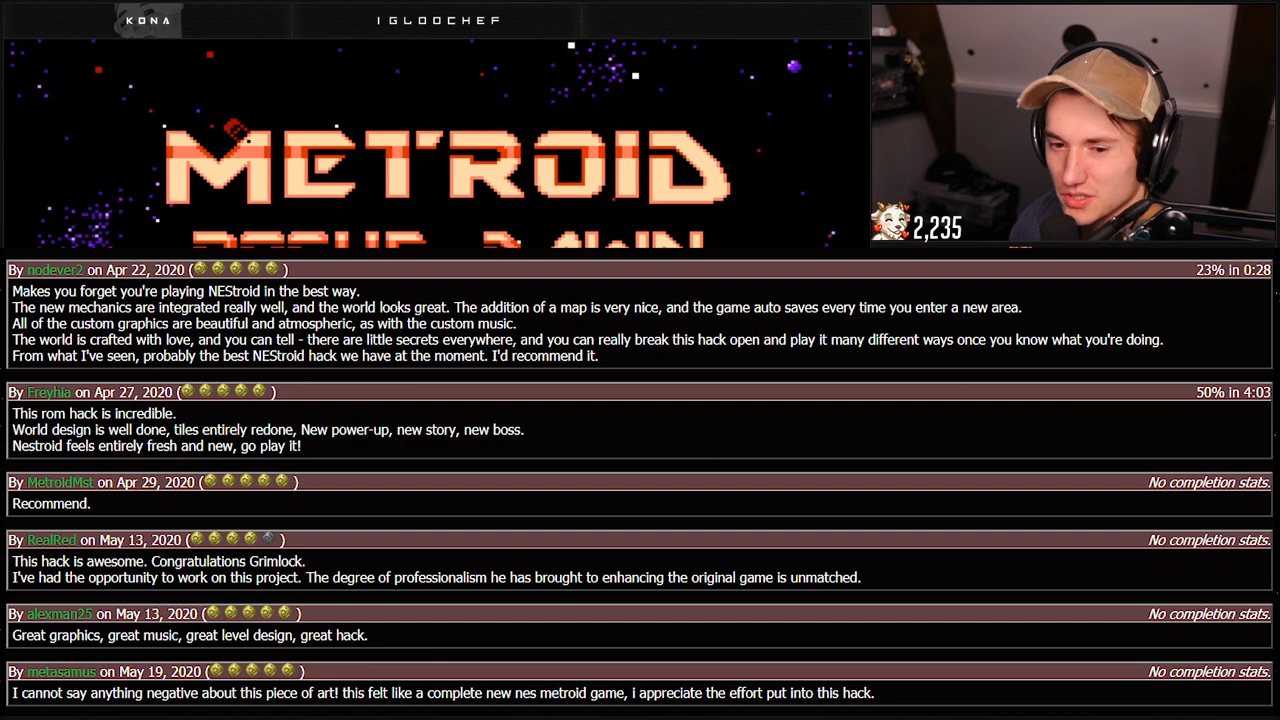 KONA
IGLOOCHEF
METROID
2,235
By nodever2 on Apr 22, 2020 ( )
23% in 0:28
Makes you forget you're playing NEStroid in the best way.
The new mechanics are integrated really well, and the world looks great. The addition of a map is very nice, and the game auto saves every time you enter a new area.
All of the custom graphics are beautiful and atmospheric, as with the custom music.
The world is crafted with love, and you can tell - there are little secrets everywhere, and you can really break this hack open and play it many different ways once you know what you're doing.
From what I've seen, probably the best NEStroid hack we have at the moment. I'd recommend it.
By Freyhla on Apr 27, 2020 ( )
50% in 4:03
This rom hack is incredible.
World design is well done, tiles entirely redone, New power-up, new story, new boss.
Nestroid feels entirely fresh and new, go play it!
By MetroidMst on Apr 29, 2020 ( )
No completion stats.
Recommend.
By RealRed on May 13, 2020 ( )
No completion stats.
This hack is awesome. Congratulations Grimlock.
I've had the opportunity to work on this project. The degree of professionalism he has brought to enhancing the original game is unmatched.
By alexman25 on May 13, 2020 ( )
No completion stats.
Great graphics, great music, great level design, great hack.
By metasamus on May 19, 2020 ( )
No completion stats.
I cannot say anything negative about this piece of art! this felt like a complete new nes metroid game, i appreciate the effort put into this hack.